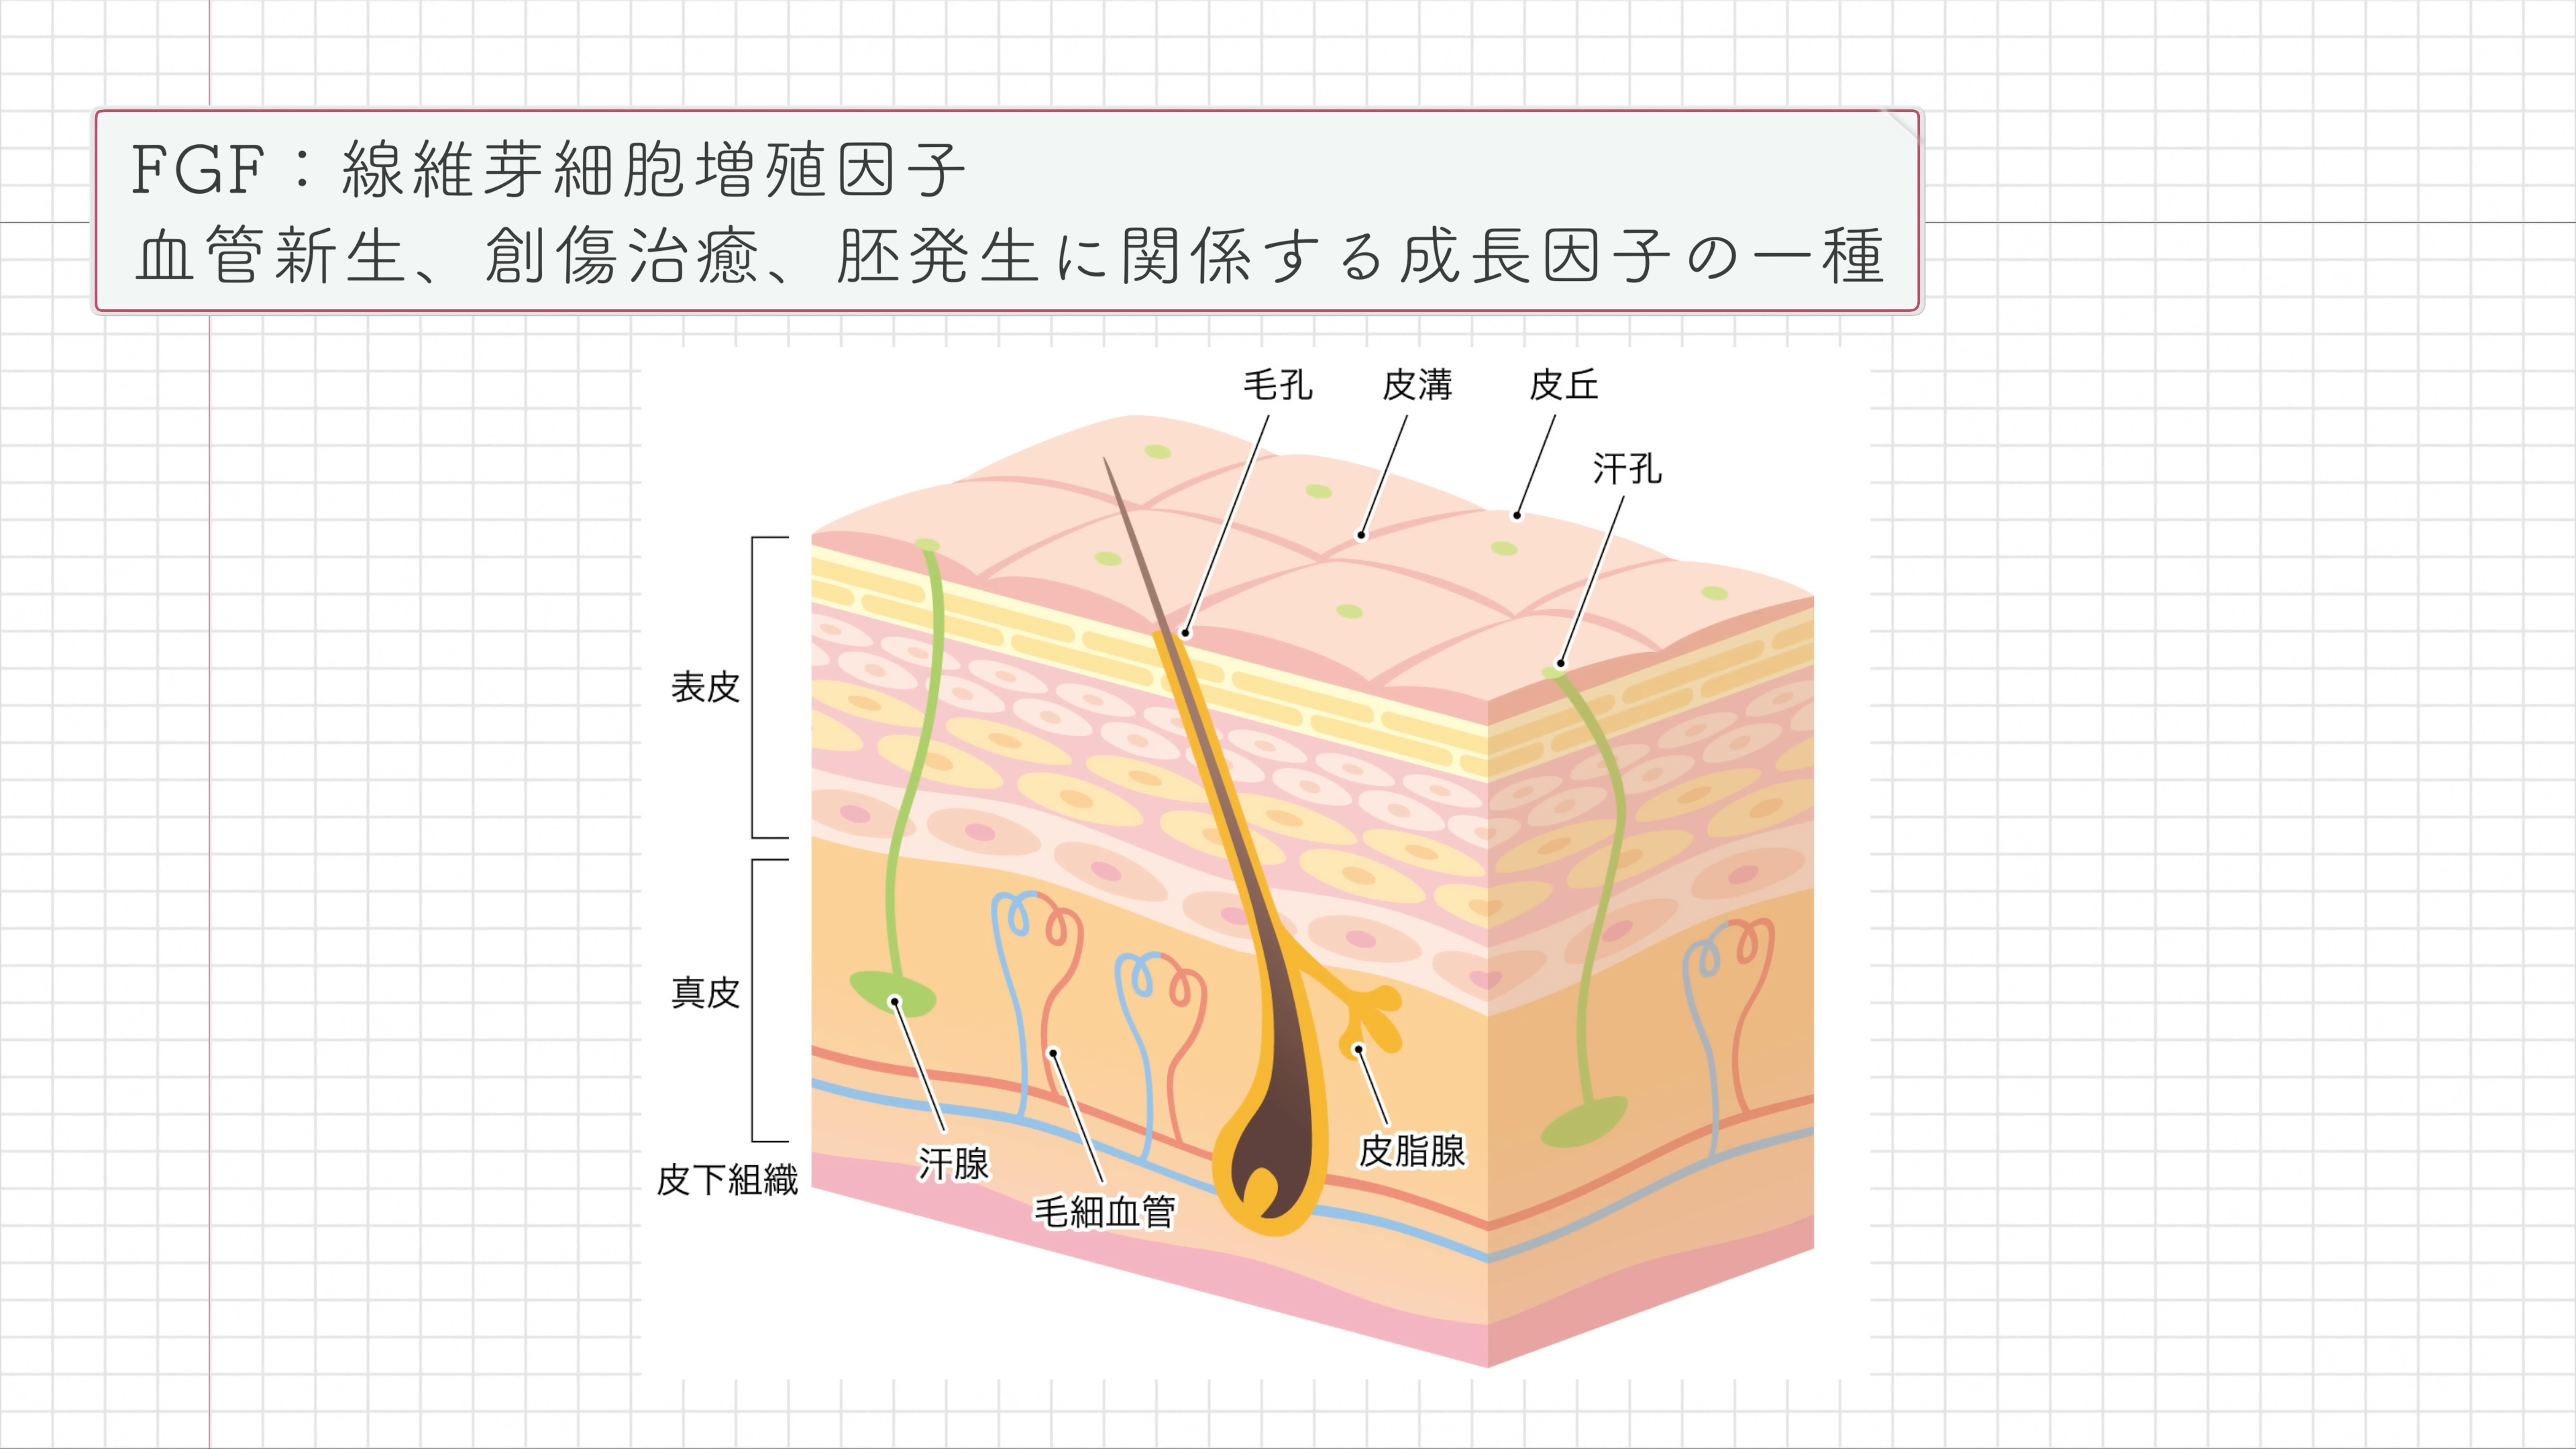 FGF：線維芽細胞増殖因子
血管新生、創傷治癒、胚発生に関係する成長因子の一種
毛孔
皮溝
皮丘
汗孔
表皮
真皮
皮下組織
汗腺
毛細血管
皮脂腺